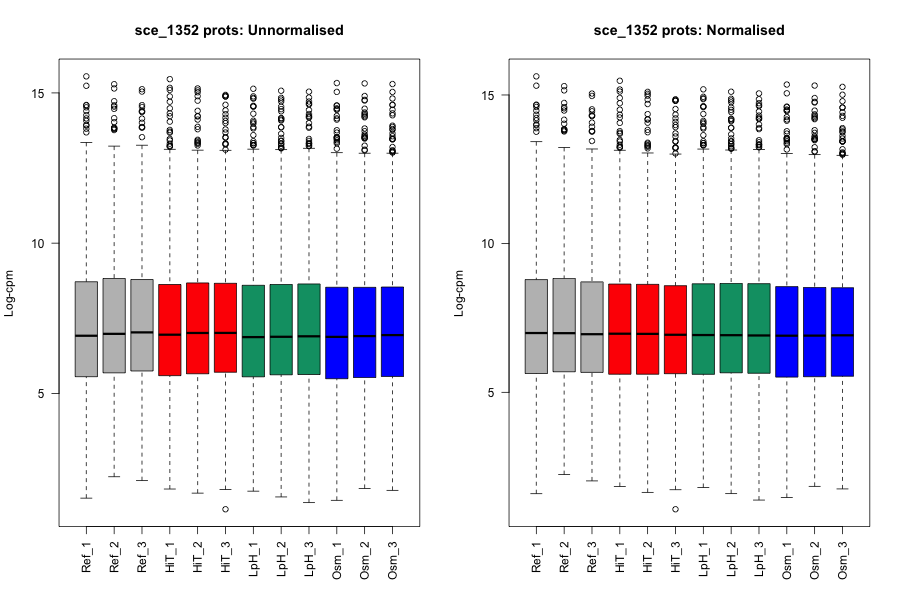 sce_1352 prots: Unnormalised
Log-cpm
15
10
5
Ref_1
Ref_2
Ref_3
HiT_1
HiT_2
HiT_3
LpH_1
LpH_2
LpH_3
Osm_1
Osm_2
Osm_3
sce_1352 prots: Normalised
Log-cpm
15
10
5
Ref_1
Ref_2
Ref_3
HiT_1
HiT_2
HiT_3
LpH_1
LpH_2
LpH_3
Osm_1
Osm_2
Osm_3